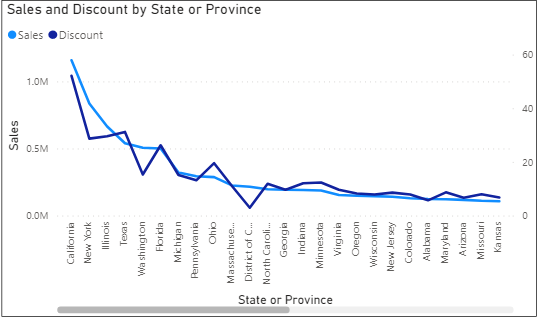 Sales and Discount by State or Province
Sales Discount
1.0M
0.5M
0.0M
60
40
20
0
Sales
California
New York
Illinois
Texas
Washington
Florida
Michigan
Pennsylvania
Ohio
Massachuse...
District of C...
North Caroli...
Georgia
Indiana
Minnesota
Virginia
Oregon
Wisconsin
New Jersey
Colorado
Alabama
Maryland
Arizona
Missouri
Kansas
State or Province